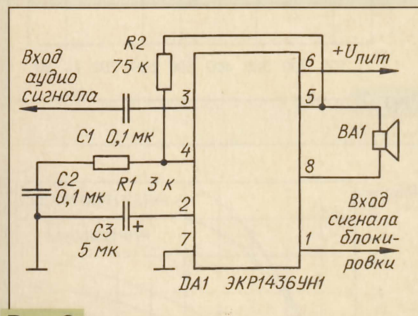 R2
75 к
Вход
аудио
сигнала
6
+Uпит
3
5
C1 0,1 мк
BA1
4
C2
0,1 мк
R1 3 к
8
2
C3
5 мк
+
Вход
сигнала
блоки-
ровки
7
1
DA1 ЭКР1436УН1